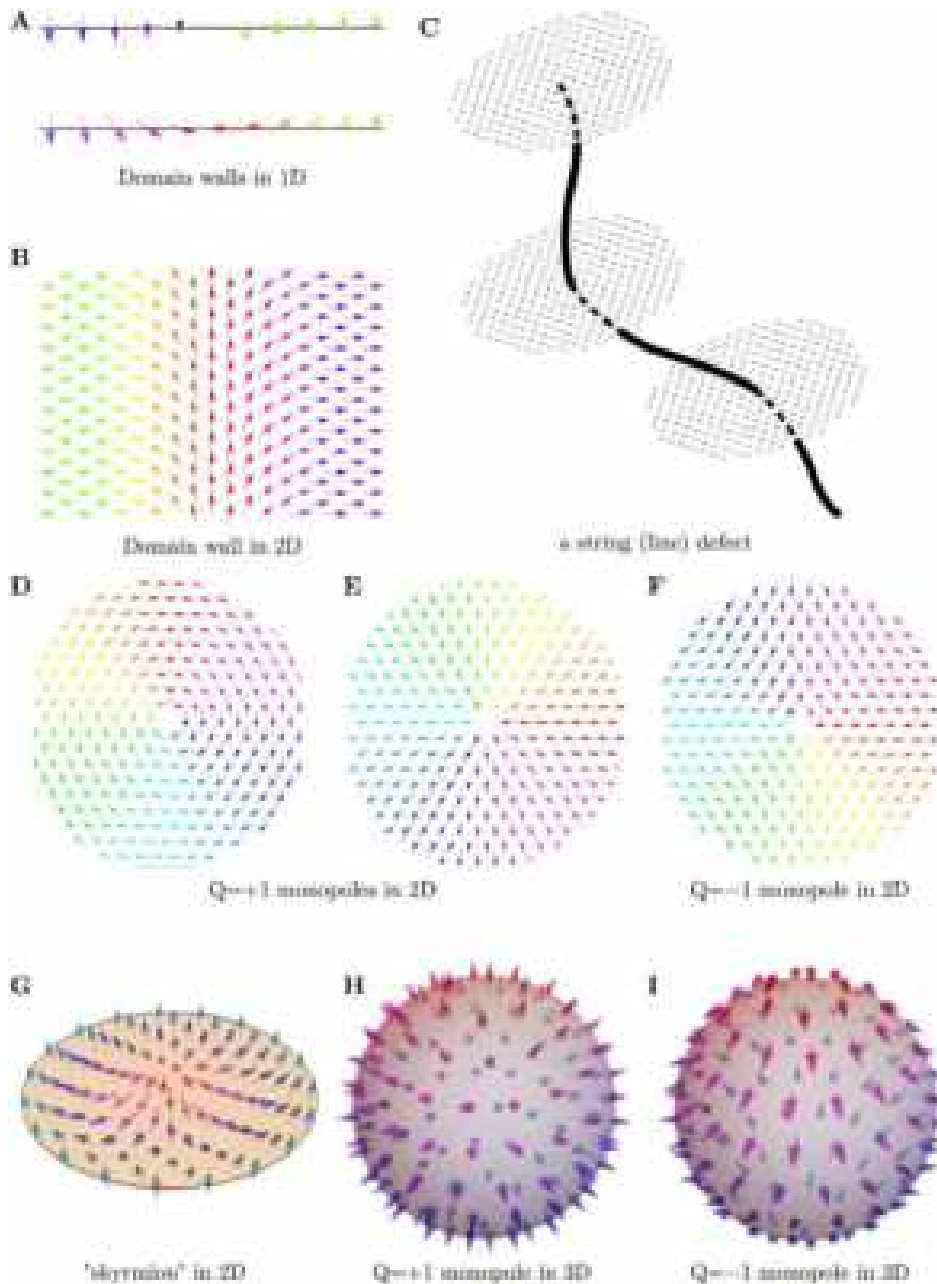 A
C
Domain walls in 1D
B
Domain wall in 2D
a string (line) defect
D
E
F
Q=+1 monopoles in 2D
Q=−1 monopole in 2D
G
H
I
"skyrmion" in 2D
Q=+1 monopole in 3D
Q=−1 monopole in 3D